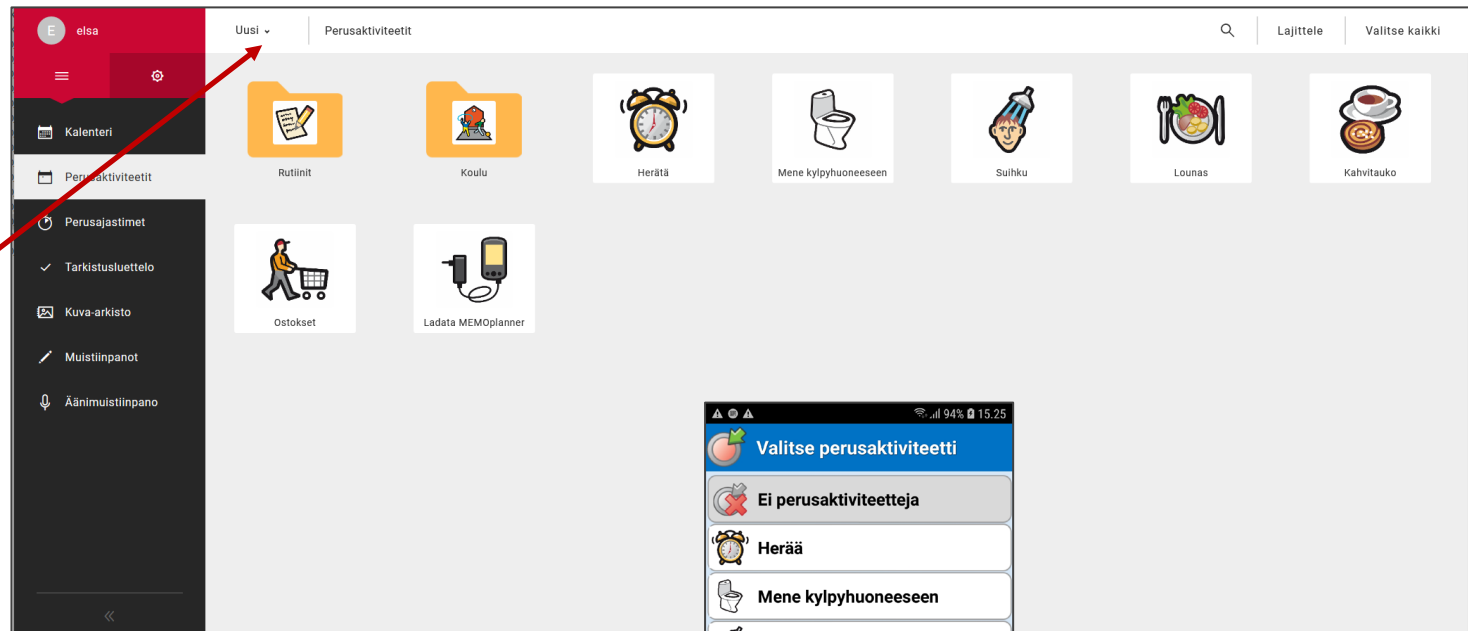 E elsa
Uusi
Perusaktiviteetit
Lajittele
Valitse kaikki
Kalenteri
Perusaktiviteetit
Perusajastimet
Tarkistusluettelo
Kuva-arkisto
Muistiinpanot
Äänimuistiinpano
Rutiinit
Koulu
Herätä
Mene kylpyhuoneeseen
Suihku
Lounas
Kahvitauko
Ostokset
Ladata MEMOplanner
94% 15.25
Valitse perusaktiviteetti
Ei perusaktiviteetteja
Herää
Mene kylpyhuoneeseen